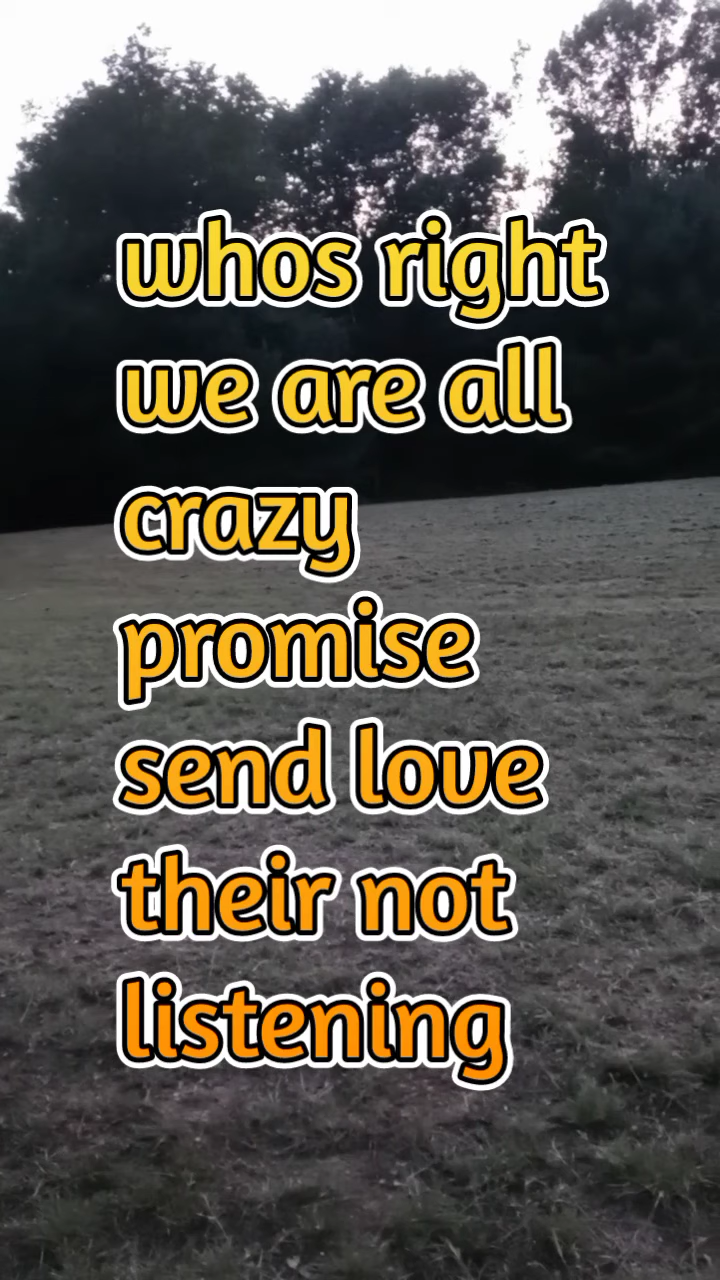 whos right
we are all
crazy
promise
send love
their not
listening